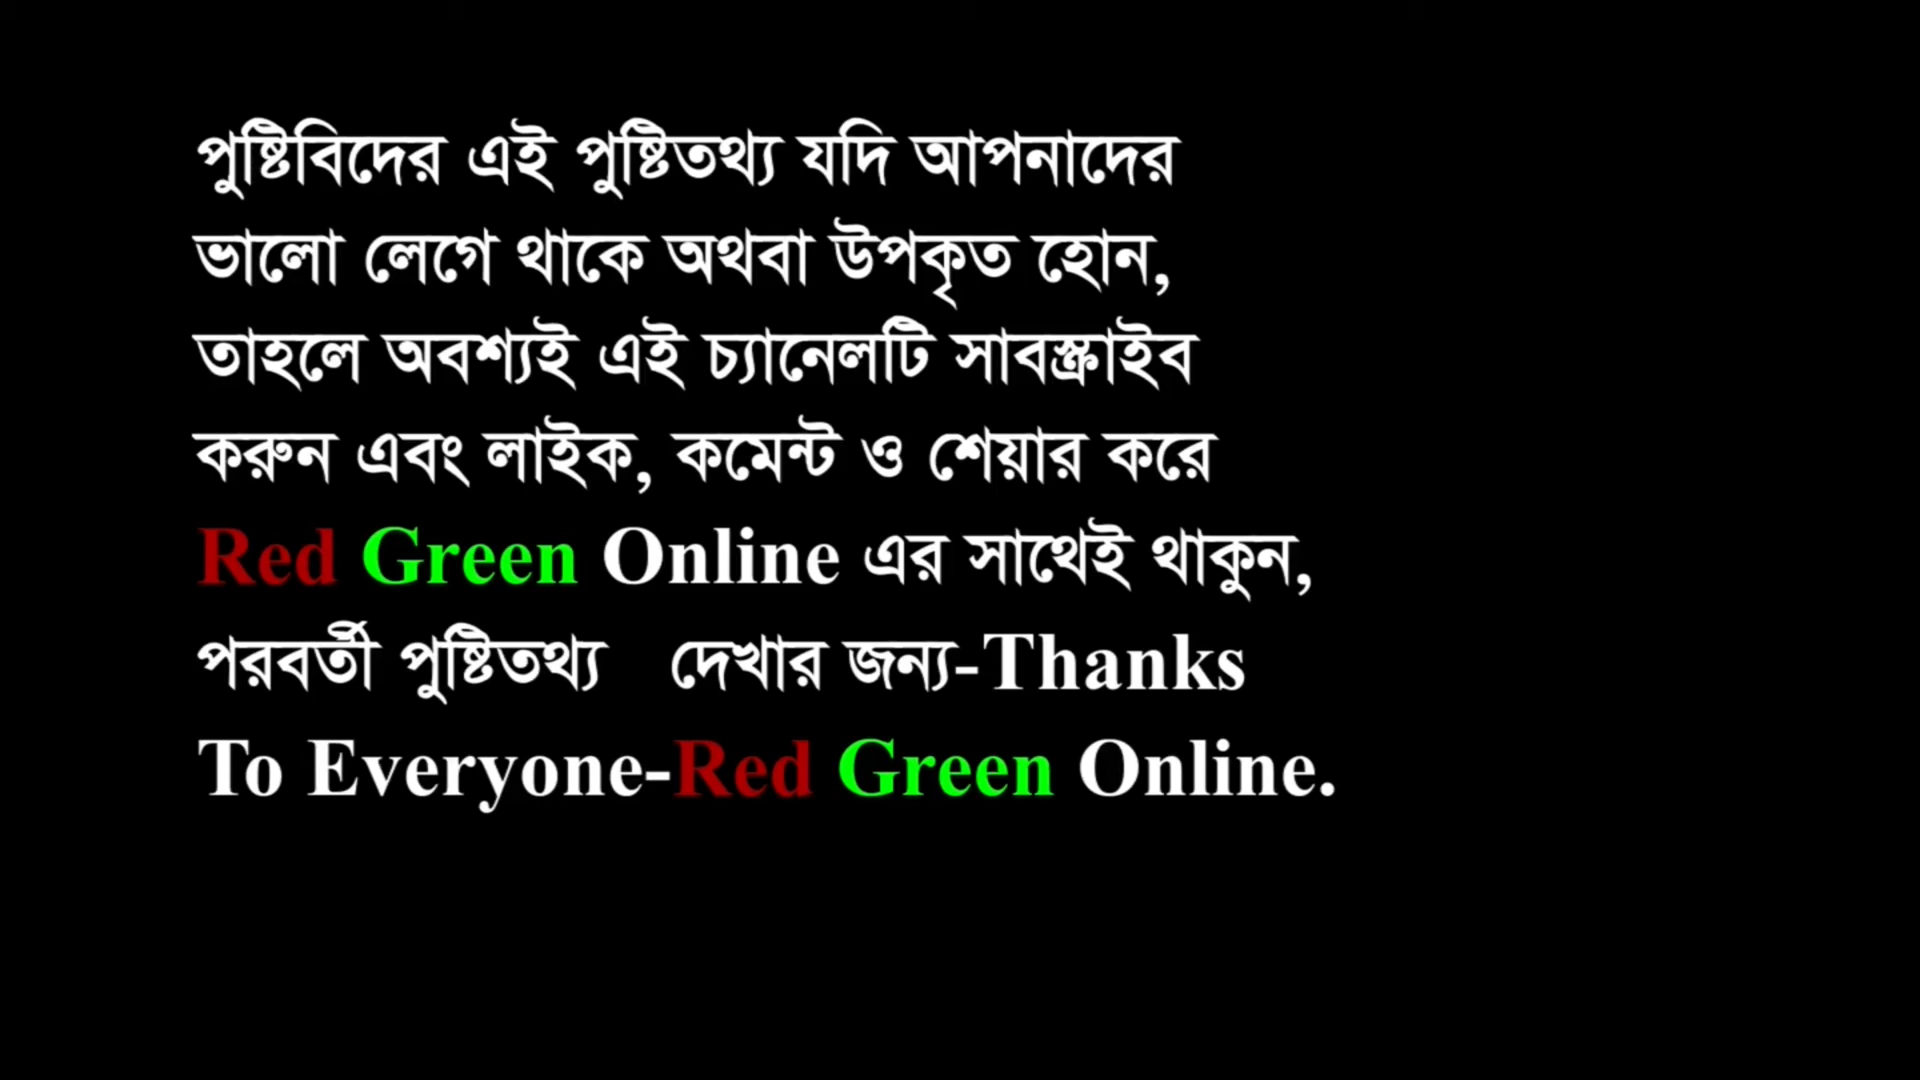 পুষ্টিবিদের এই পুষ্টিতথ্য যদি আপনাদের
ভালো লেগে থাকে অথবা উপকৃত হোন,
তাহলে অবশ্যই এই চ্যানেলটি সাবস্ক্রাইব
করুন এবং লাইক, কমেন্ট ও শেয়ার করে
Red Green Online এর সাথেই থাকুন,
পরবর্তী পুষ্টিতথ্য দেখার জন্য-Thanks
To Everyone-Red Green Online.